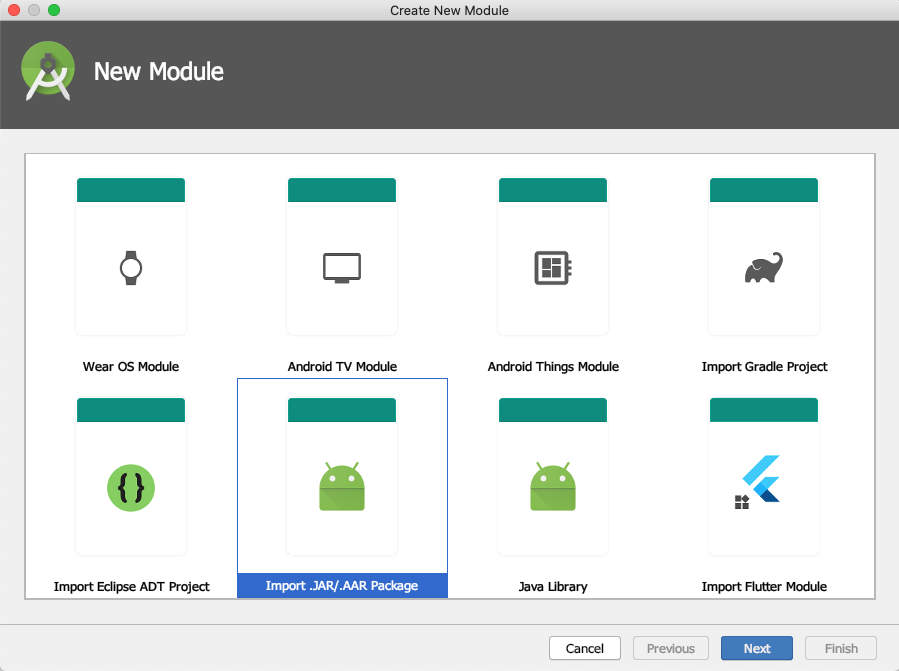 Create New Module
New Module
Wear OS Module
Android TV Module
Android Things Module
Import Gradle Project
{}
Import Eclipse ADT Project
Import .JAR/.AAR Package
Java Library
Import Flutter Module
Cancel
Previous
Next
Finish